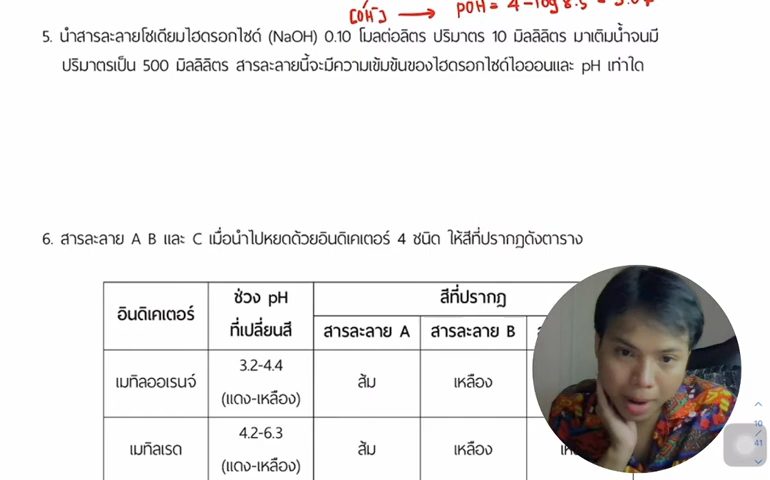 [OH⁻] → pOH = 4 - log 8.5 =
5. นำสารละลายโซเดียมไฮดรอกไซด์ (NaOH) 0.10 โมลต่อลิตร ปริมาตร 10 มิลลิลิตร มาเติมน้ำจนมี
ปริมาตรเป็น 500 มิลลิลิตร สารละลายนี้จะมีความเข้มข้นของไฮดรอกไซด์ไอออนและ pH เท่าใด
6. สารละลาย A B และ C เมื่อนำไปหยดด้วยอินดิเคเตอร์ 4 ชนิด ให้สีที่ปรากฏดังตาราง
อินดิเคเตอร์ ช่วง pH ที่เปลี่ยนสี สีที่ปรากฏ
สารละลาย A สารละลาย B
เมทิลออเรนจ์ 3.2-4.4 (แดง-เหลือง) ส้ม เหลือง
เมทิลเรด 4.2-6.3 (แดง-เหลือง) ส้ม เหลือง
10
/
41